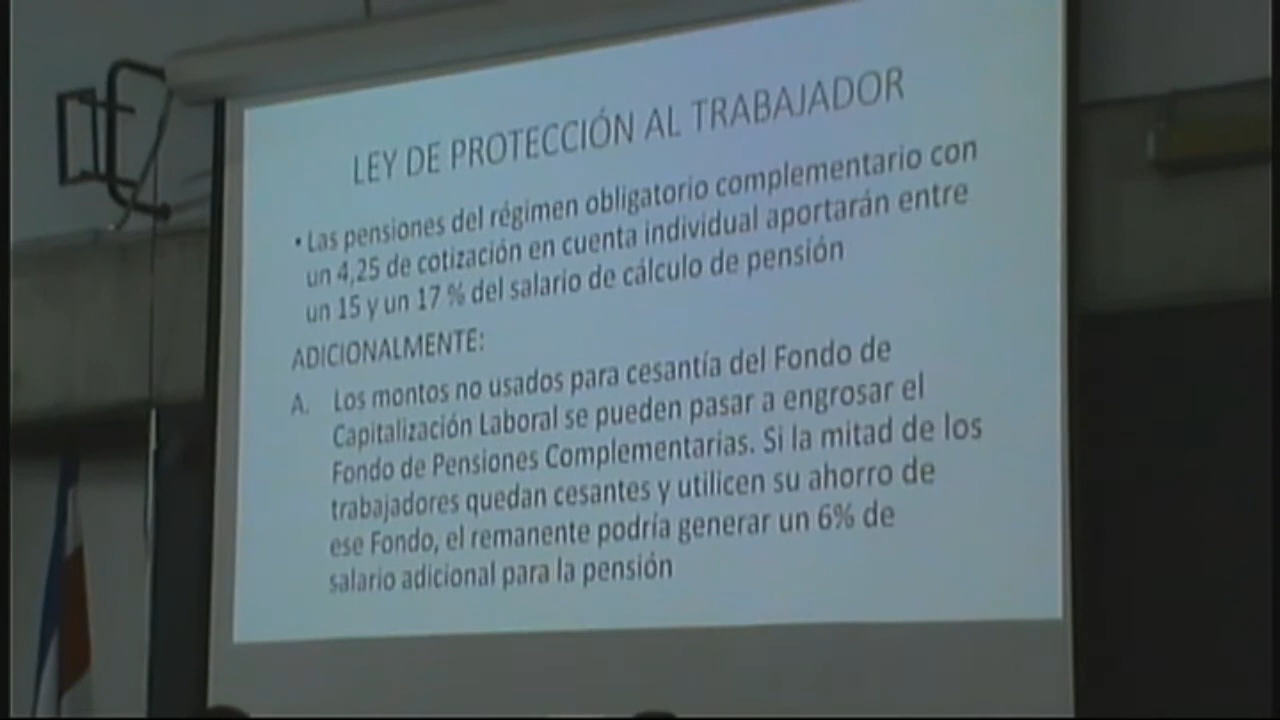 LEY DE PROTECCIÓN AL TRABAJADOR
• Las pensiones del régimen obligatorio complementario con
un 4,25 de cotización en cuenta individual aportarán entre
un 15 y un 17 % del salario de cálculo de pensión
ADICIONALMENTE:
A. Los montos no usados para cesantía del Fondo de
Capitalización Laboral se pueden pasar a engrosar el
Fondo de Pensiones Complementarias. Si la mitad de los
trabajadores quedan cesantes y utilicen su ahorro de
ese Fondo, el remanente podría generar un 6% de
salario adicional para la pensión